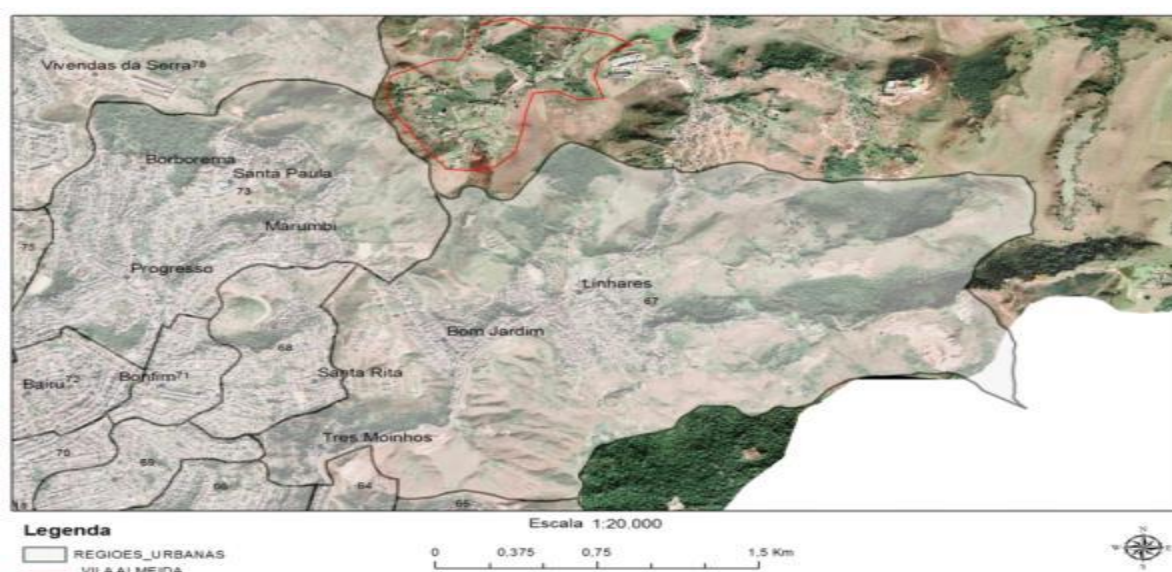 Vivendas da Serra 78
Borborema
Santa Paula
73
Marumbi
75
Progresso
Linhares
67
Bom Jardim
68
Bairu 72
Bonfim 71
Santa Rita
Tres Moinhos
70
69
66
64
65
Legenda
Escala 1:20.000
REGIOES_URBANAS
VILA ALMEIDA
0 0,375 0,75 1,5 Km
N